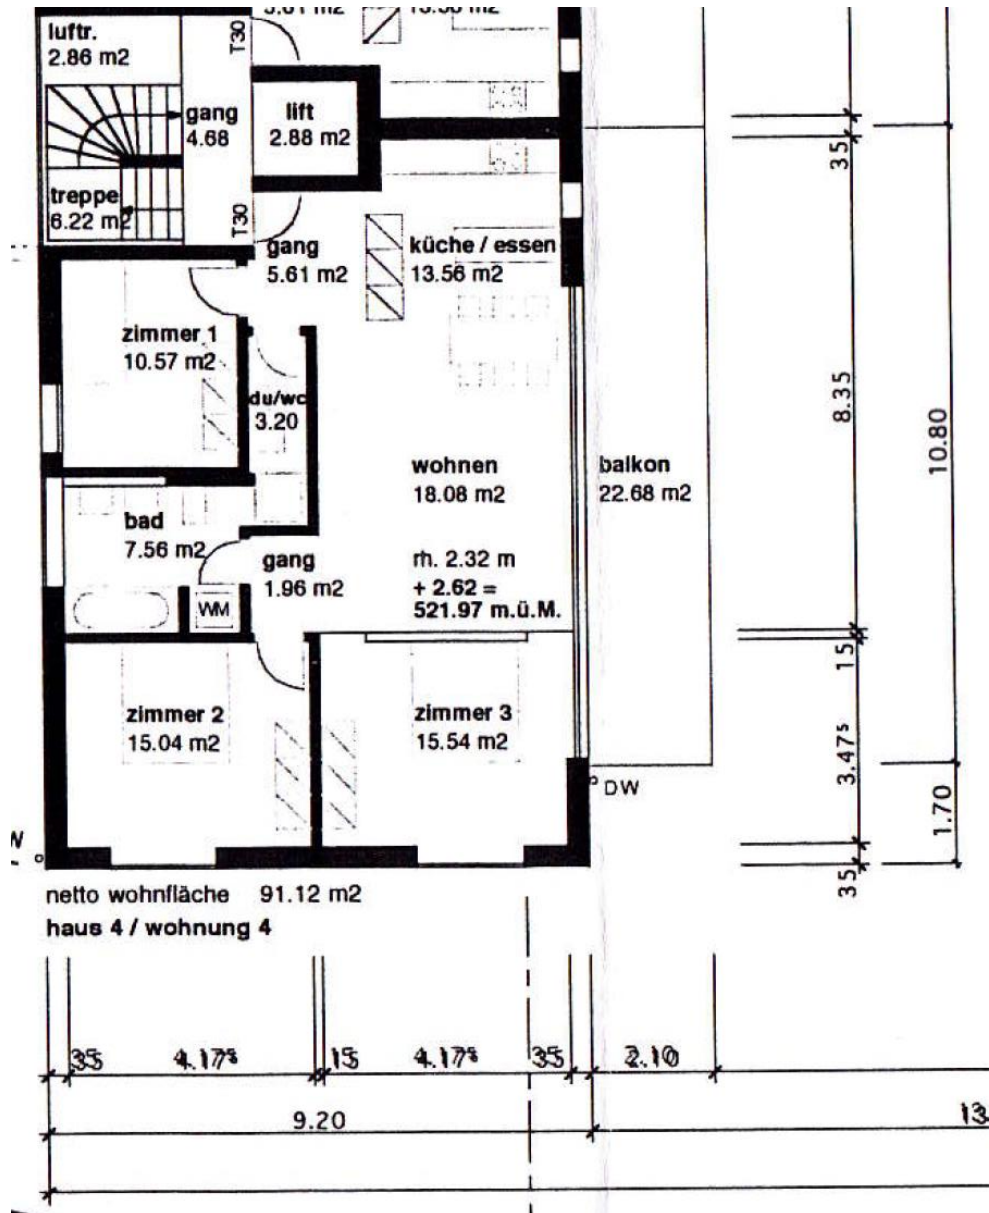 luftr.
2.86 m2
T30
gang
4.68
lift
2.88 m2
treppe
6.22 m2
T30
gang
5.61 m2
küche / essen
13.56 m2
zimmer 1
10.57 m2
du/wc
3.20
wohnen
18.08 m2
balkon
22.68 m2
bad
7.56 m2
gang
1.96 m2
rh. 2.32 m
+ 2.62 =
521.97 m.ü.M.
WM
zimmer 2
15.04 m2
zimmer 3
15.54 m2
DW
35
8.35
10.80
15
3.47⁵
1.70
35
netto wohnfläche 91.12 m2
haus 4 / wohnung 4
35 4.17⁵ 15 4.17⁵ 35 2.10
9.20